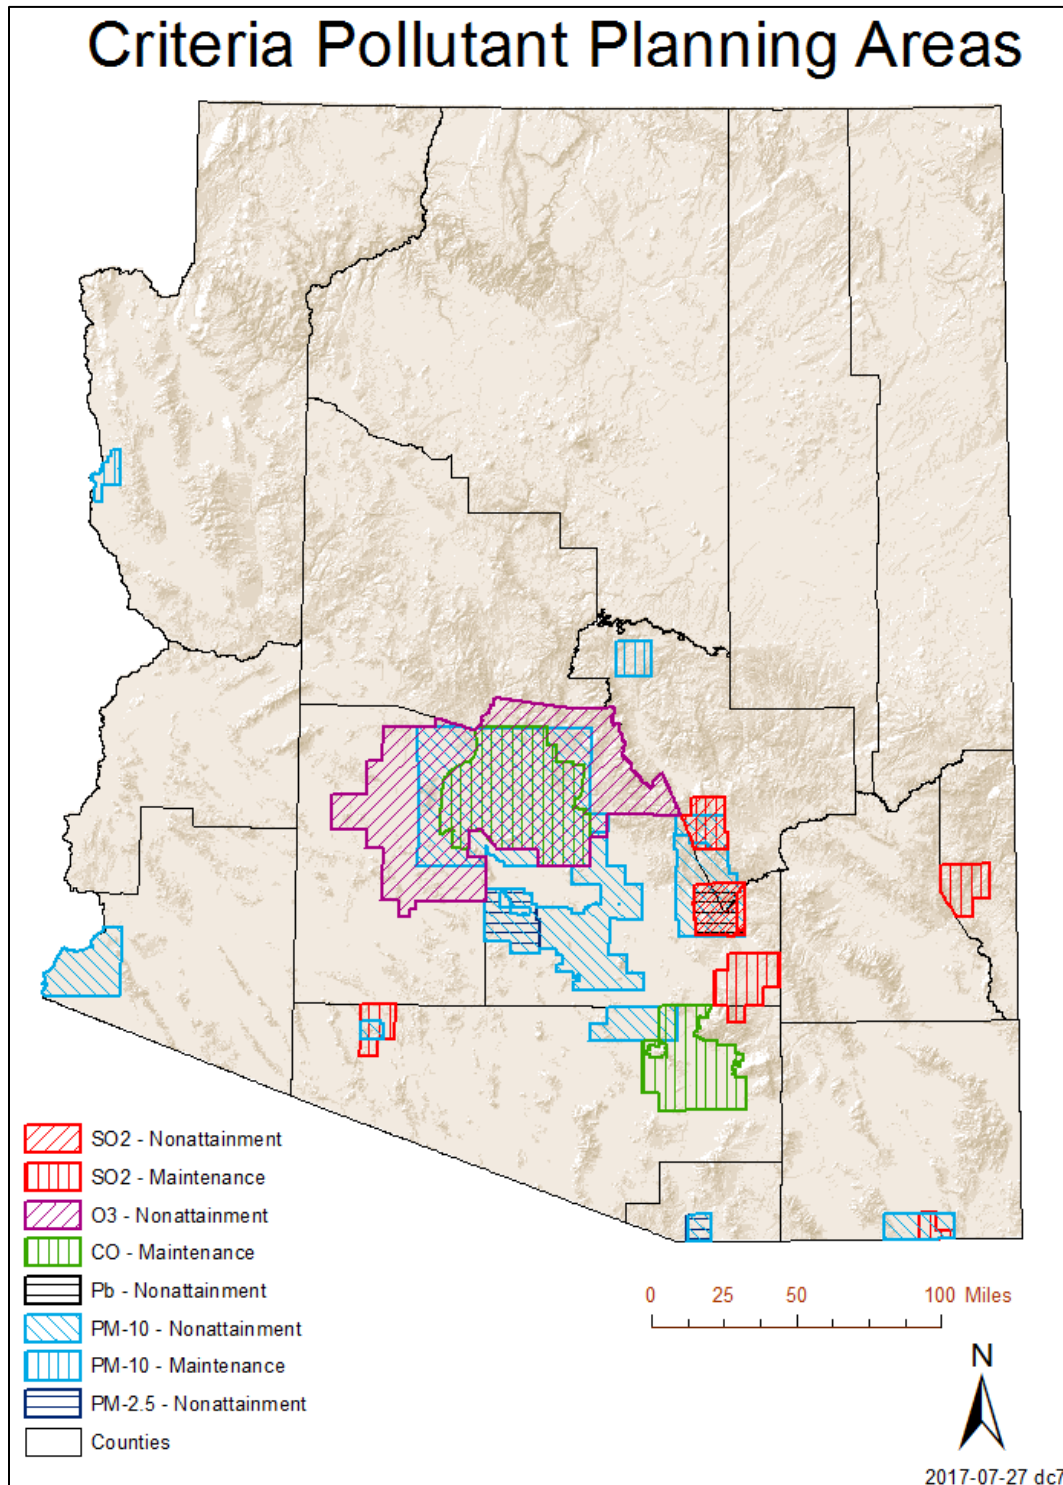 Criteria Pollutant Planning Areas
SO2 - Nonattainment
SO2 - Maintenance
O3 - Nonattainment
CO - Maintenance
Pb - Nonattainment
PM-10 - Nonattainment
PM-10 - Maintenance
PM-2.5 - Nonattainment
Counties
0 25 50 100 Miles
N
2017-07-27 dc7